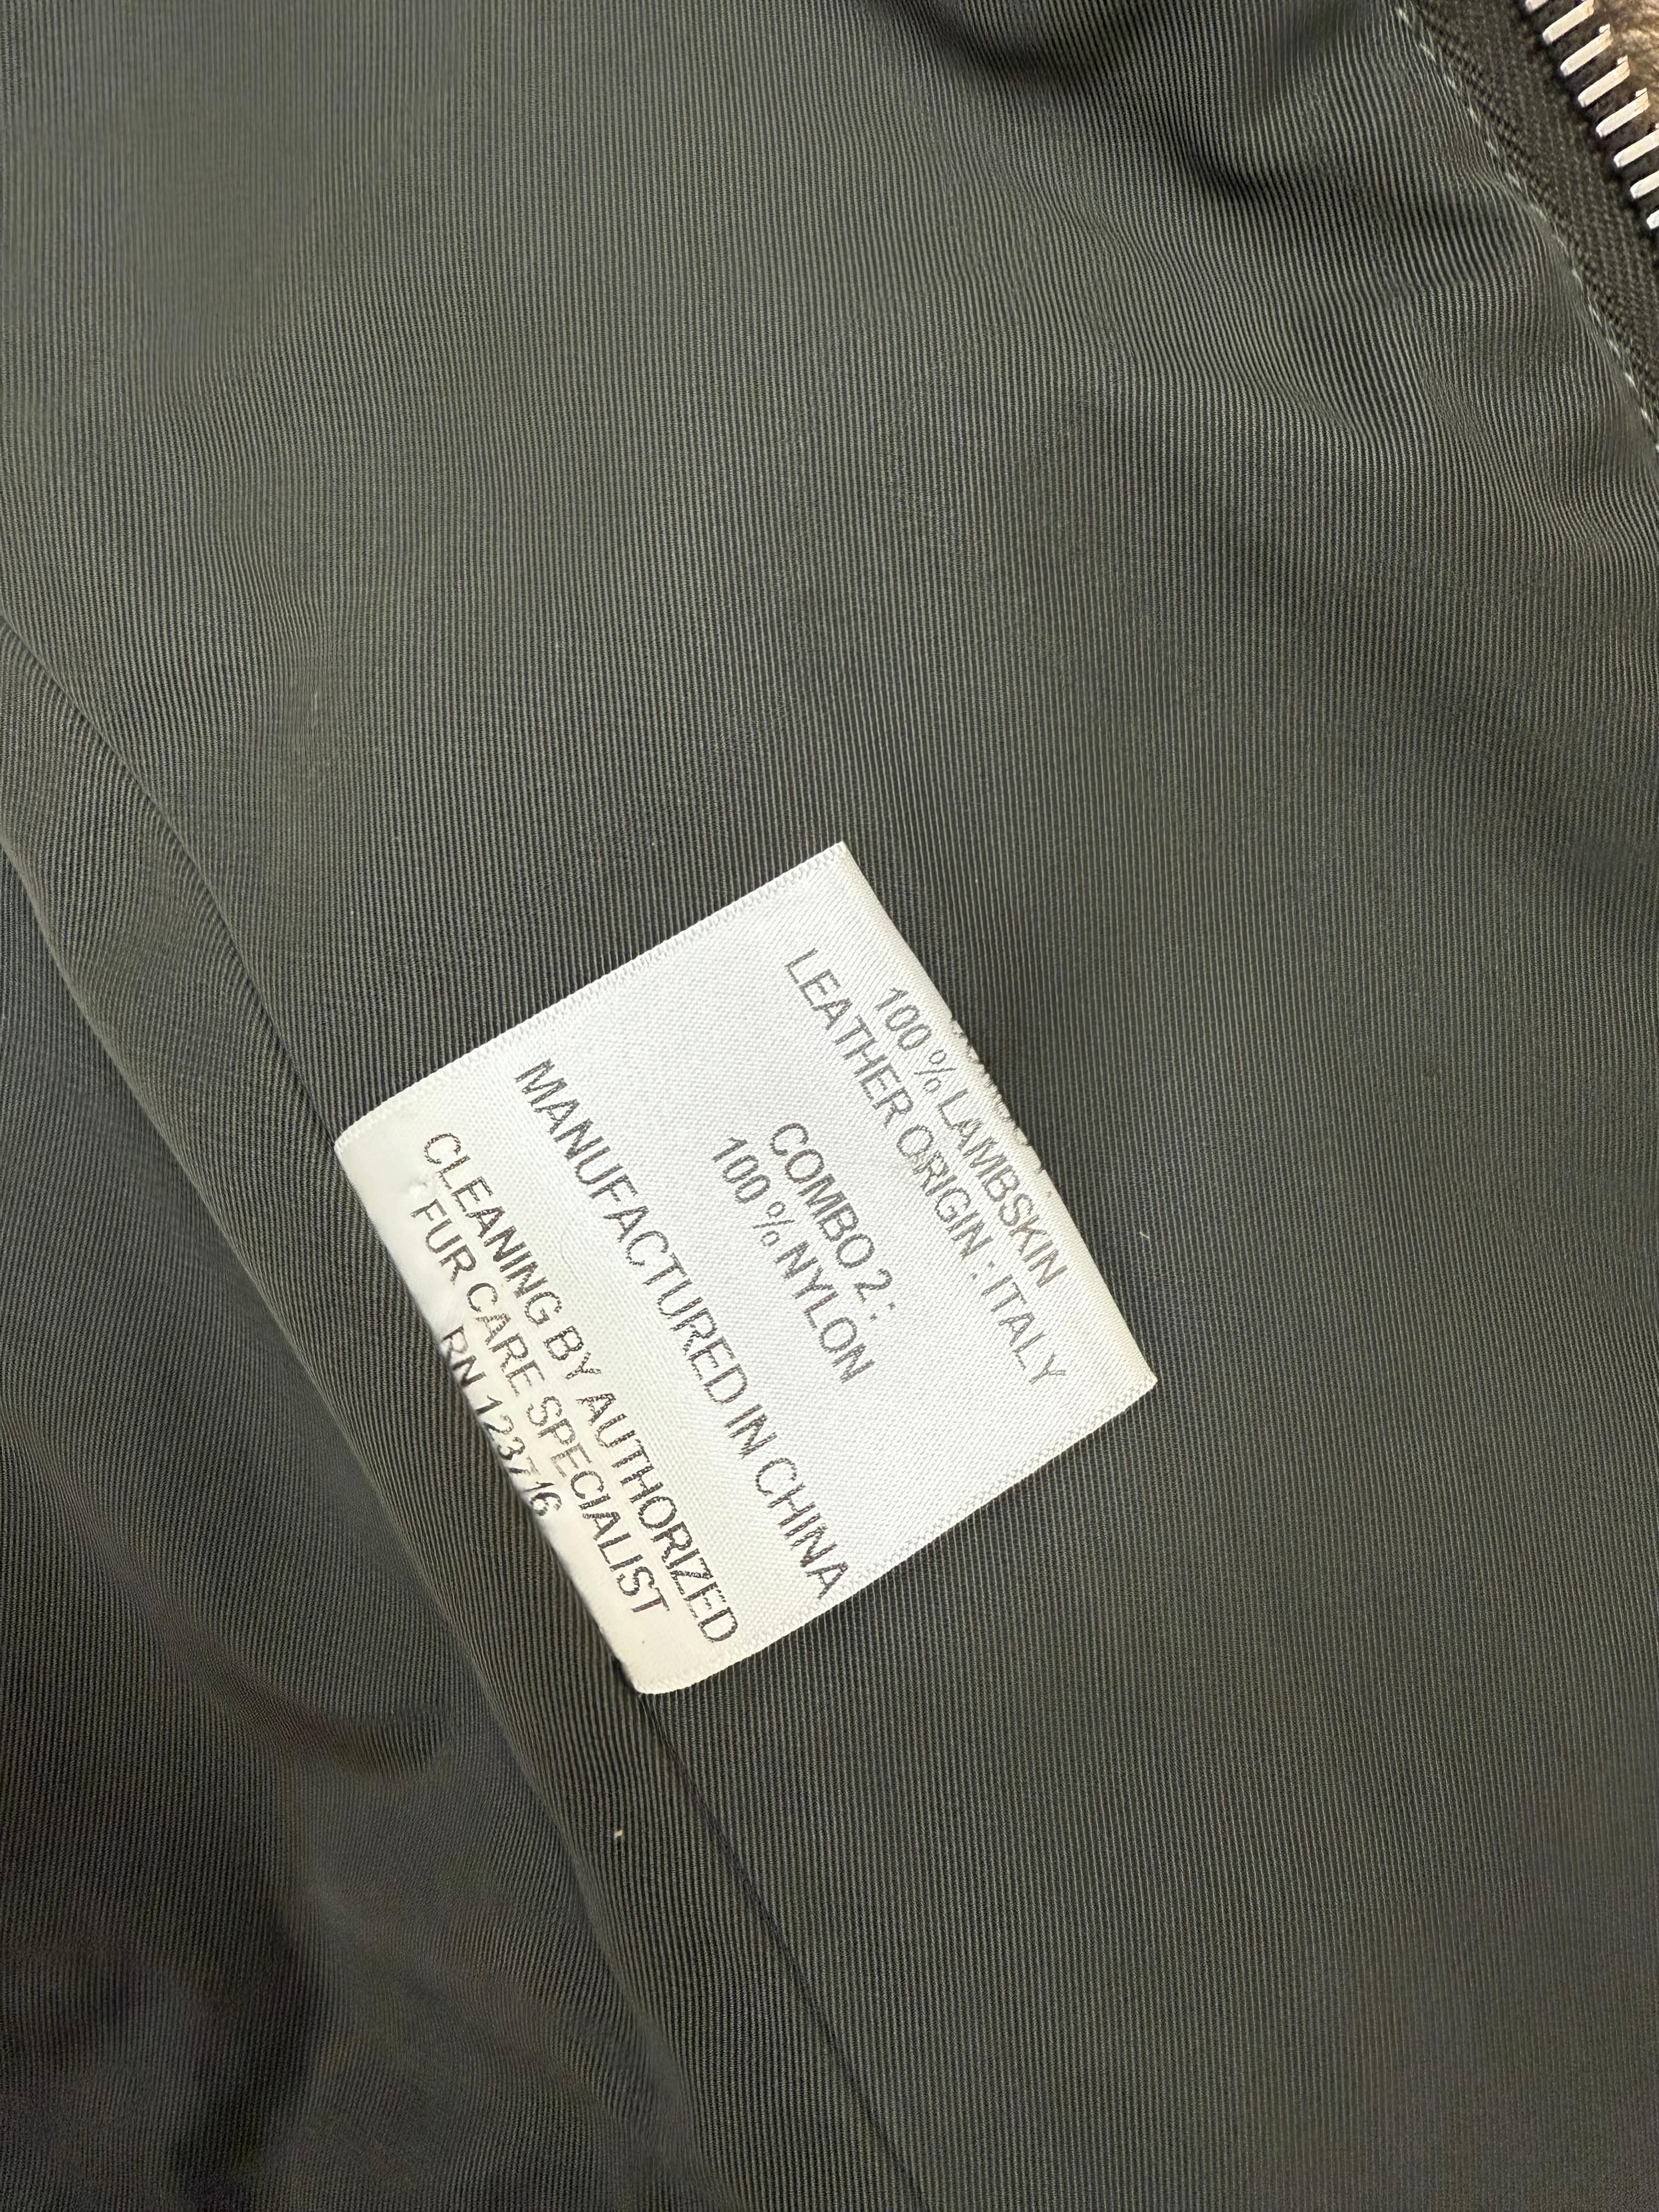 100 % LAMBSKIN
LEATHER ORIGIN : ITALY
COMBO 2 :
100 % NYLON
MANUFACTURED IN CHINA
CLEANING BY AUTHORIZED
FUR CARE SPECIALIST
RN 123716